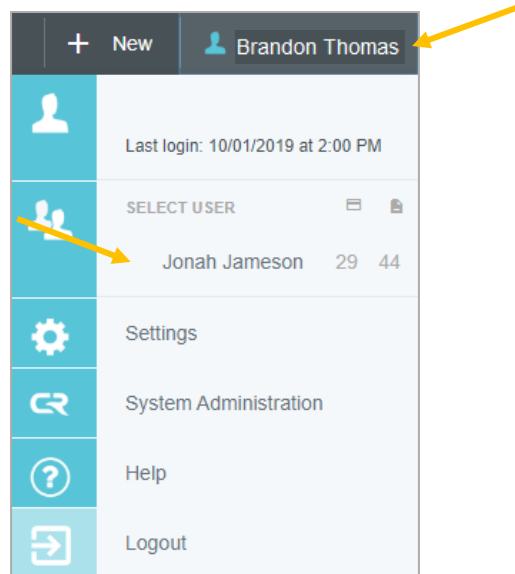 + New Brandon Thomas
Last login: 10/01/2019 at 2:00 PM
SELECT USER
Jonah Jameson 29 44
Settings
CR System Administration
? Help
Logout